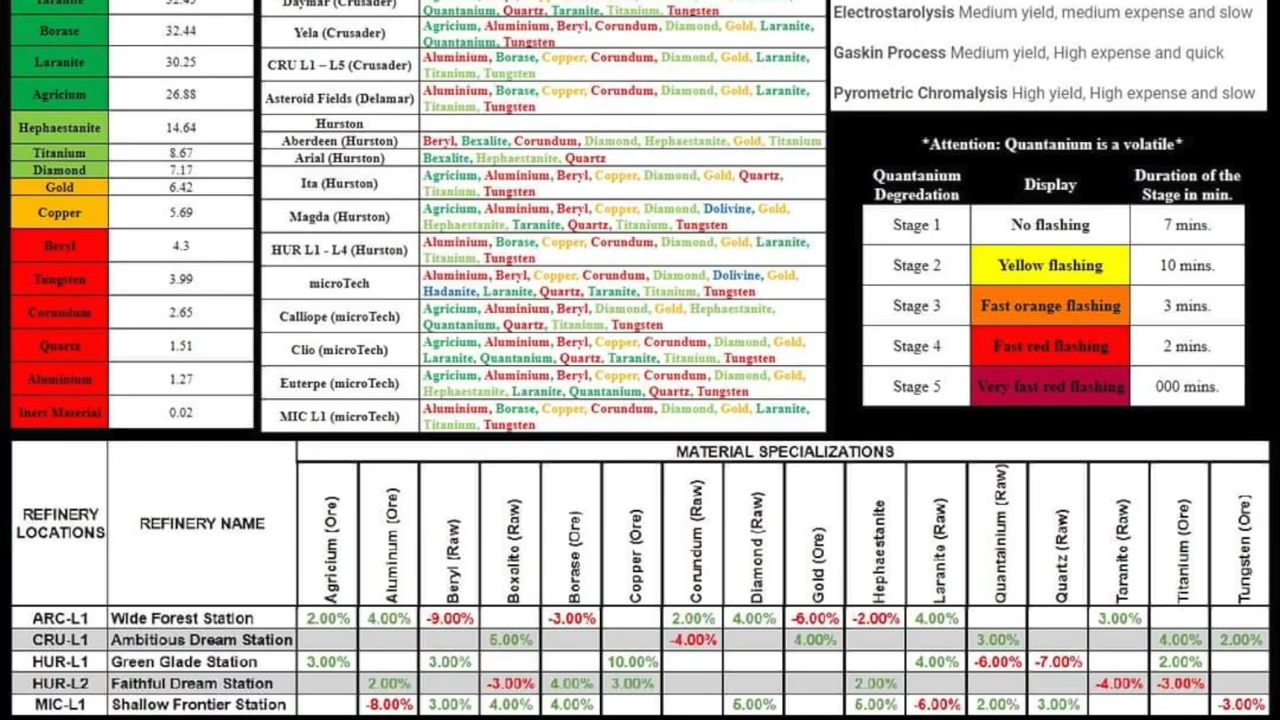 Taranite 32.45
Borase 32.44
Laranite 30.25
Agricium 26.88
Hephaestanite 14.64
Titanium 8.67
Diamond 7.17
Gold 6.42
Copper 5.69
Beryl 4.3
Tungsten 3.99
Corundum 2.65
Quartz 1.51
Aluminium 1.27
Inert Material 0.02
Daymar (Crusader)
Quantanium, Quartz, Taranite, Titanium, Tungsten
Yela (Crusader)
Agricium, Aluminium, Beryl, Corundum, Diamond, Gold, Laranite,
Quantanium, Tungsten
CRU L1 – L5 (Crusader)
Aluminium, Borase, Copper, Corundum, Diamond, Gold, Laranite,
Titanium, Tungsten
Asteroid Fields (Delamar)
Aluminium, Borase, Copper, Corundum, Diamond, Gold, Laranite,
Titanium, Tungsten
Hurston
Aberdeen (Hurston) Beryl, Bexalite, Corundum, Diamond, Hephaestanite, Gold, Titanium
Arial (Hurston) Bexalite, Hephaestanite, Quartz
Ita (Hurston)
Agricium, Aluminium, Beryl, Copper, Diamond, Gold, Quartz,
Titanium, Tungsten
Magda (Hurston)
Agricium, Aluminium, Beryl, Copper, Diamond, Dolivine, Gold,
Hephaestanite, Taranite, Quartz, Titanium, Tungsten
HUR L1 - L4 (Hurston)
Aluminium, Borase, Copper, Corundum, Diamond, Gold, Laranite,
Titanium, Tungsten
microTech
Aluminium, Beryl, Copper, Corundum, Diamond, Dolivine, Gold,
Hadanite, Laranite, Quartz, Taranite, Titanium, Tungsten
Calliope (microTech)
Agricium, Aluminium, Beryl, Diamond, Gold, Hephaestanite,
Quantanium, Quartz, Titanium, Tungsten
Clio (microTech)
Agricium, Aluminium, Beryl, Copper, Corundum, Diamond, Gold,
Laranite, Quantanium, Quartz, Taranite, Titanium, Tungsten
Euterpe (microTech)
Agricium, Aluminium, Beryl, Copper, Corundum, Diamond, Gold,
Hephaestanite, Laranite, Quantanium, Quartz, Tungsten
MIC L1 (microTech)
Aluminium, Borase, Copper, Corundum, Diamond, Gold, Laranite,
Titanium, Tungsten
Electrostarolysis Medium yield, medium expense and slow
Gaskin Process Medium yield, High expense and quick
Pyrometric Chromalysis High yield, High expense and slow
*Attention: Quantanium is a volatile*
Quantanium Degredation Display Duration of the Stage in min.
Stage 1 No flashing 7 mins.
Stage 2 Yellow flashing 10 mins.
Stage 3 Fast orange flashing 3 mins.
Stage 4 Fast red flashing 2 mins.
Stage 5 Very fast red flashing 000 mins.
MATERIAL SPECIALIZATIONS
REFINERY LOCATIONS
REFINERY NAME
Agricium (Ore)
Aluminum (Ore)
Beryl (Raw)
Bexalite (Raw)
Borase (Ore)
Copper (Ore)
Corundum (Raw)
Diamond (Raw)
Gold (Ore)
Hephaestanite
Laranite (Raw)
Quantainium (Raw)
Quartz (Raw)
Taranite (Raw)
Titanium (Ore)
Tungsten (Ore)
ARC-L1 Wide Forest Station 2.00% 4.00% -9.00% -3.00% 2.00% 4.00% -6.00% -2.00% 4.00% 3.00%
CRU-L1 Ambitious Dream Station 5.00% -4.00% 4.00% 3.00% 4.00% 2.00%
HUR-L1 Green Glade Station 3.00% 3.00% 10.00% 4.00% -6.00% -7.00% 2.00%
HUR-L2 Faithful Dream Station 2.00% -3.00% 4.00% 3.00% 2.00% -4.00% -3.00%
MIC-L1 Shallow Frontier Station -8.00% 3.00% 4.00% 4.00% 5.00% 5.00% -6.00% 2.00% 3.00% -3.00%